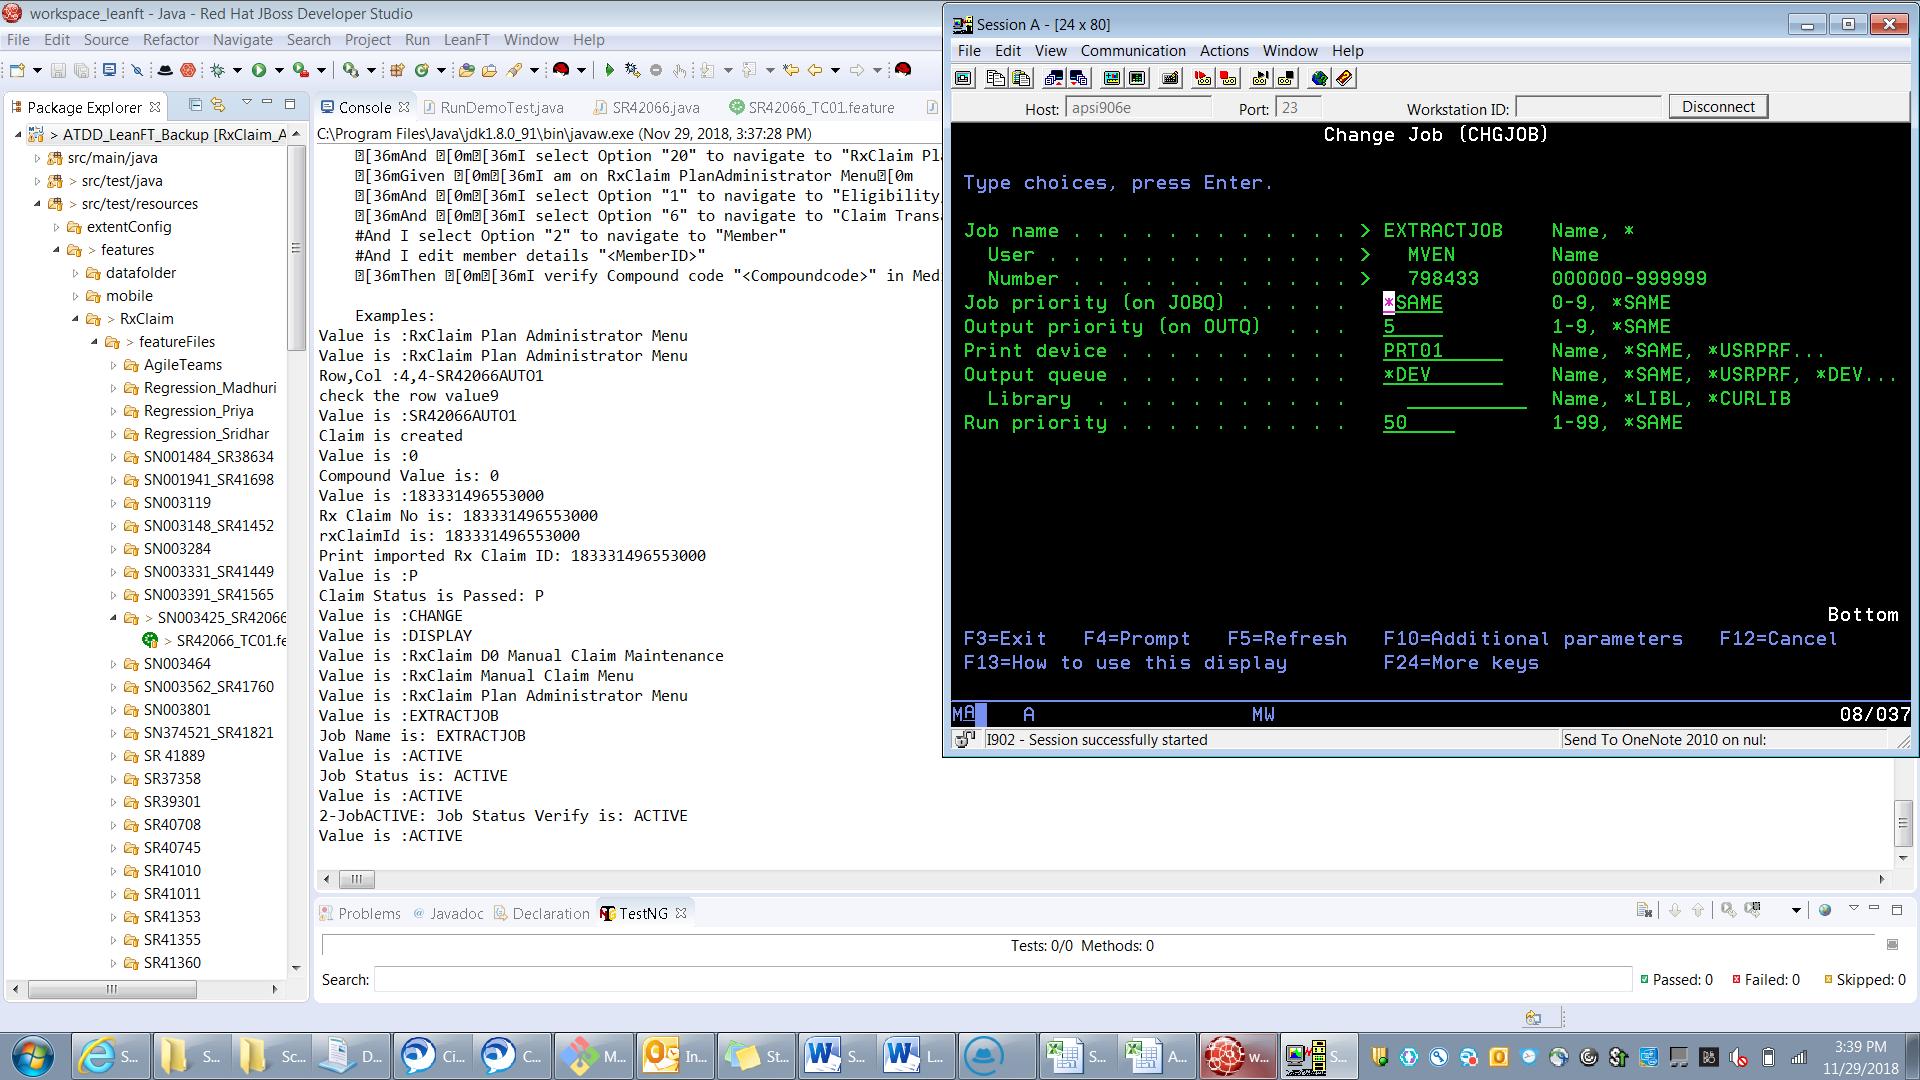 workspace_leanft - Java - Red Hat JBoss Developer Studio
File Edit Source Refactor Navigate Search Project Run LeanFT Window Help
Package Explorer
> ATDD_LeanFT_Backup [RxClaim_A
src/main/java
> src/test/java
> src/test/resources
extentConfig
> features
datafolder
mobile
> RxClaim
> featureFiles
AgileTeams
Regression_Madhuri
Regression_Priya
Regression_Sridhar
SN001484_SR38634
SN001941_SR41698
SN003119
SN003148_SR41452
SN003284
SN003331_SR41449
SN003391_SR41565
> SN003425_SR42066
> SR42066_TC01.fe
SN003464
SN003562_SR41760
SN003801
SN374521_SR41821
SR 41889
SR37358
SR39301
SR40708
SR40745
SR41010
SR41011
SR41353
SR41355
SR41360
Console RunDemoTest.java SR42066.java SR42066_TC01.feature
C:\Program Files\Java\jdk1.8.0_91\bin\javaw.exe (Nov 29, 2018, 3:37:28 PM)
[36mAnd [0m[36mI select Option "20" to navigate to "RxClaim Pl
[36mGiven [0m[36mI am on RxClaim PlanAdministrator Menu[0m
[36mAnd [0m[36mI select Option "1" to navigate to "Eligibility,
[36mAnd [0m[36mI select Option "6" to navigate to "Claim Transa
#And I select Option "2" to navigate to "Member"
#And I edit member details "<MemberID>"
[36mThen [0m[36mI verify Compound code "<Compoundcode>" in Med
Examples:
Value is :RxClaim Plan Administrator Menu
Value is :RxClaim Plan Administrator Menu
Row,Col :4,4-SR42066AUTO1
check the row value9
Value is :SR42066AUTO1
Claim is created
Value is :0
Compound Value is: 0
Value is :183331496553000
Rx Claim No is: 183331496553000
rxClaimId is: 183331496553000
Print imported Rx Claim ID: 183331496553000
Value is :P
Claim Status is Passed: P
Value is :CHANGE
Value is :DISPLAY
Value is :RxClaim D0 Manual Claim Maintenance
Value is :RxClaim Manual Claim Menu
Value is :RxClaim Plan Administrator Menu
Value is :EXTRACTJOB
Job Name is: EXTRACTJOB
Value is :ACTIVE
Job Status is: ACTIVE
Value is :ACTIVE
2-JobACTIVE: Job Status Verify is: ACTIVE
Value is :ACTIVE
Problems @ Javadoc Declaration TestNG
Tests: 0/0 Methods: 0
Search: Passed: 0 Failed: 0 Skipped: 0
Session A - [24 x 80]
File Edit View Communication Actions Window Help
Host: apsi906e Port: 23 Workstation ID: Disconnect
Change Job (CHGJOB)
Type choices, press Enter.
Job name . . . . . . . . . . . . > EXTRACTJOB Name, *
User . . . . . . . . . . . . . > MVEN Name
Number . . . . . . . . . . . . > 798433 000000-999999
Job priority (on JOBQ) . . . . . *SAME 0-9, *SAME
Output priority (on OUTQ) . . . 5 1-9, *SAME
Print device . . . . . . . . . . PRT01 Name, *SAME, *USRPRF...
Output queue . . . . . . . . . . *DEV Name, *SAME, *USRPRF, *DEV...
Library . . . . . . . . . . . Name, *LIBL, *CURLIB
Run priority . . . . . . . . . . 50 1-99, *SAME
Bottom
F3=Exit F4=Prompt F5=Refresh F10=Additional parameters F12=Cancel
F13=How to use this display F24=More keys
MA A MW 08/037
I902 - Session successfully started Send To OneNote 2010 on nul:
S... S... Sc... D... Ci... C... M... In... St... S... L... S... A... w... S... 3:39 PM
11/29/2018